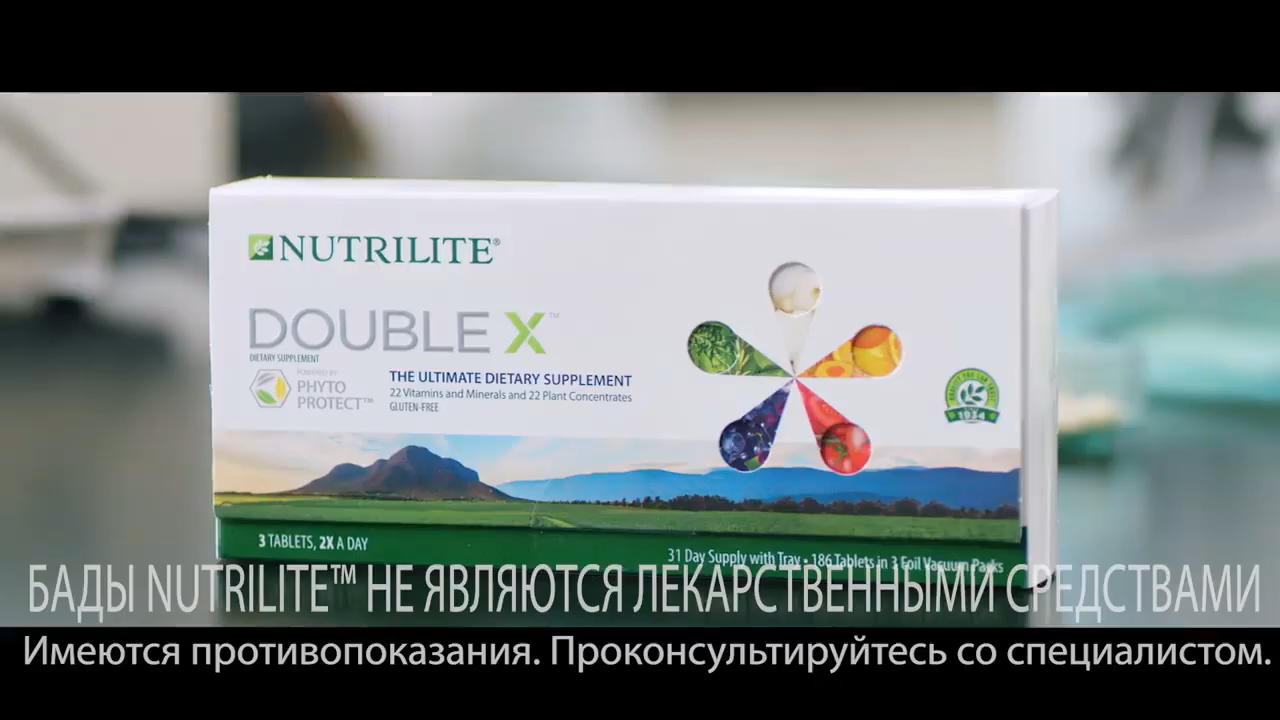 NUTRILITE®
DOUBLE X™
DIETARY SUPPLEMENT
POWERED BY
PHYTO
PROTECT™
THE ULTIMATE DIETARY SUPPLEMENT
22 Vitamins and Minerals and 22 Plant Concentrates
GLUTEN-FREE
1934
3 TABLETS, 2X A DAY
31 Day Supply with Tray • 186 Tablets in 3 Foil Vacuum Packs
БАДЫ NUTRILITE™ НЕ ЯВЛЯЮТСЯ ЛЕКАРСТВЕННЫМИ СРЕДСТВАМИ
Имеются противопоказания. Проконсультируйтесь со специалистом.